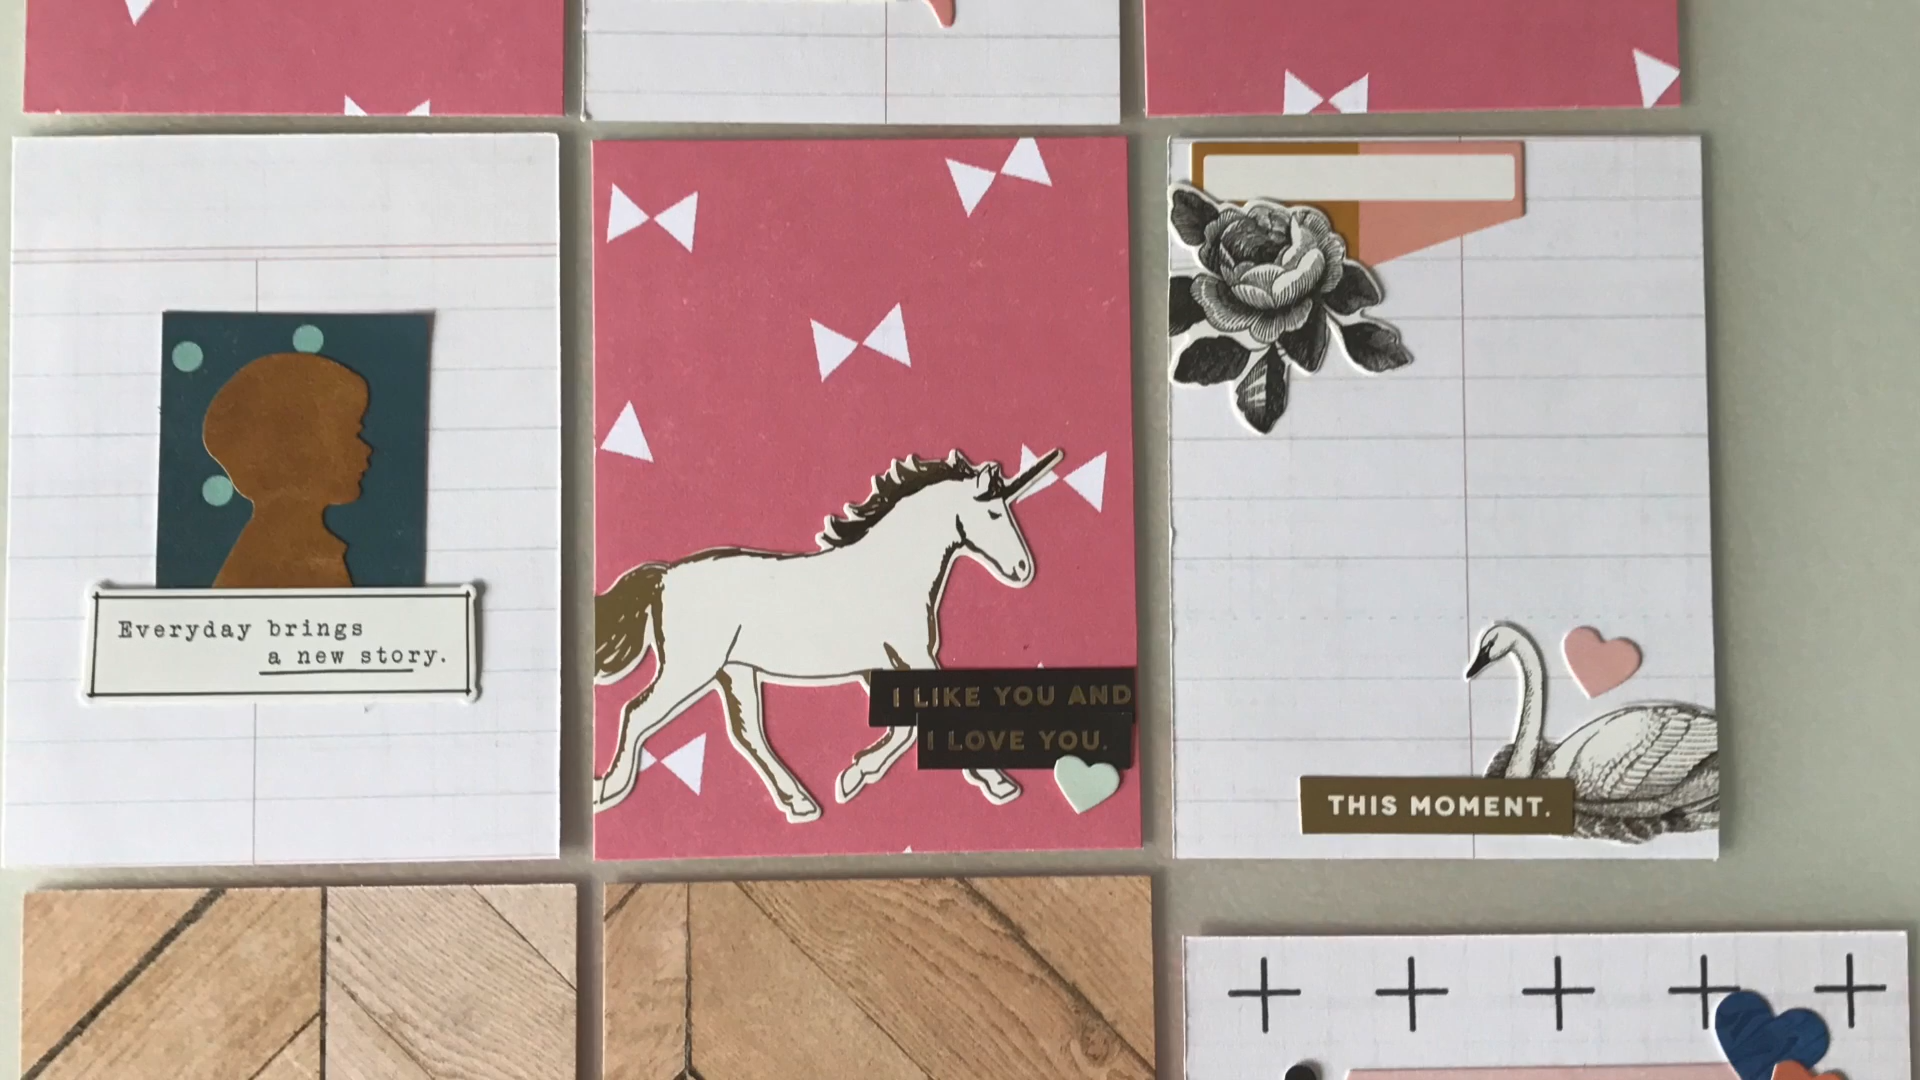 Everyday brings
a new story.
I LIKE YOU AND
I LOVE YOU.
THIS MOMENT.